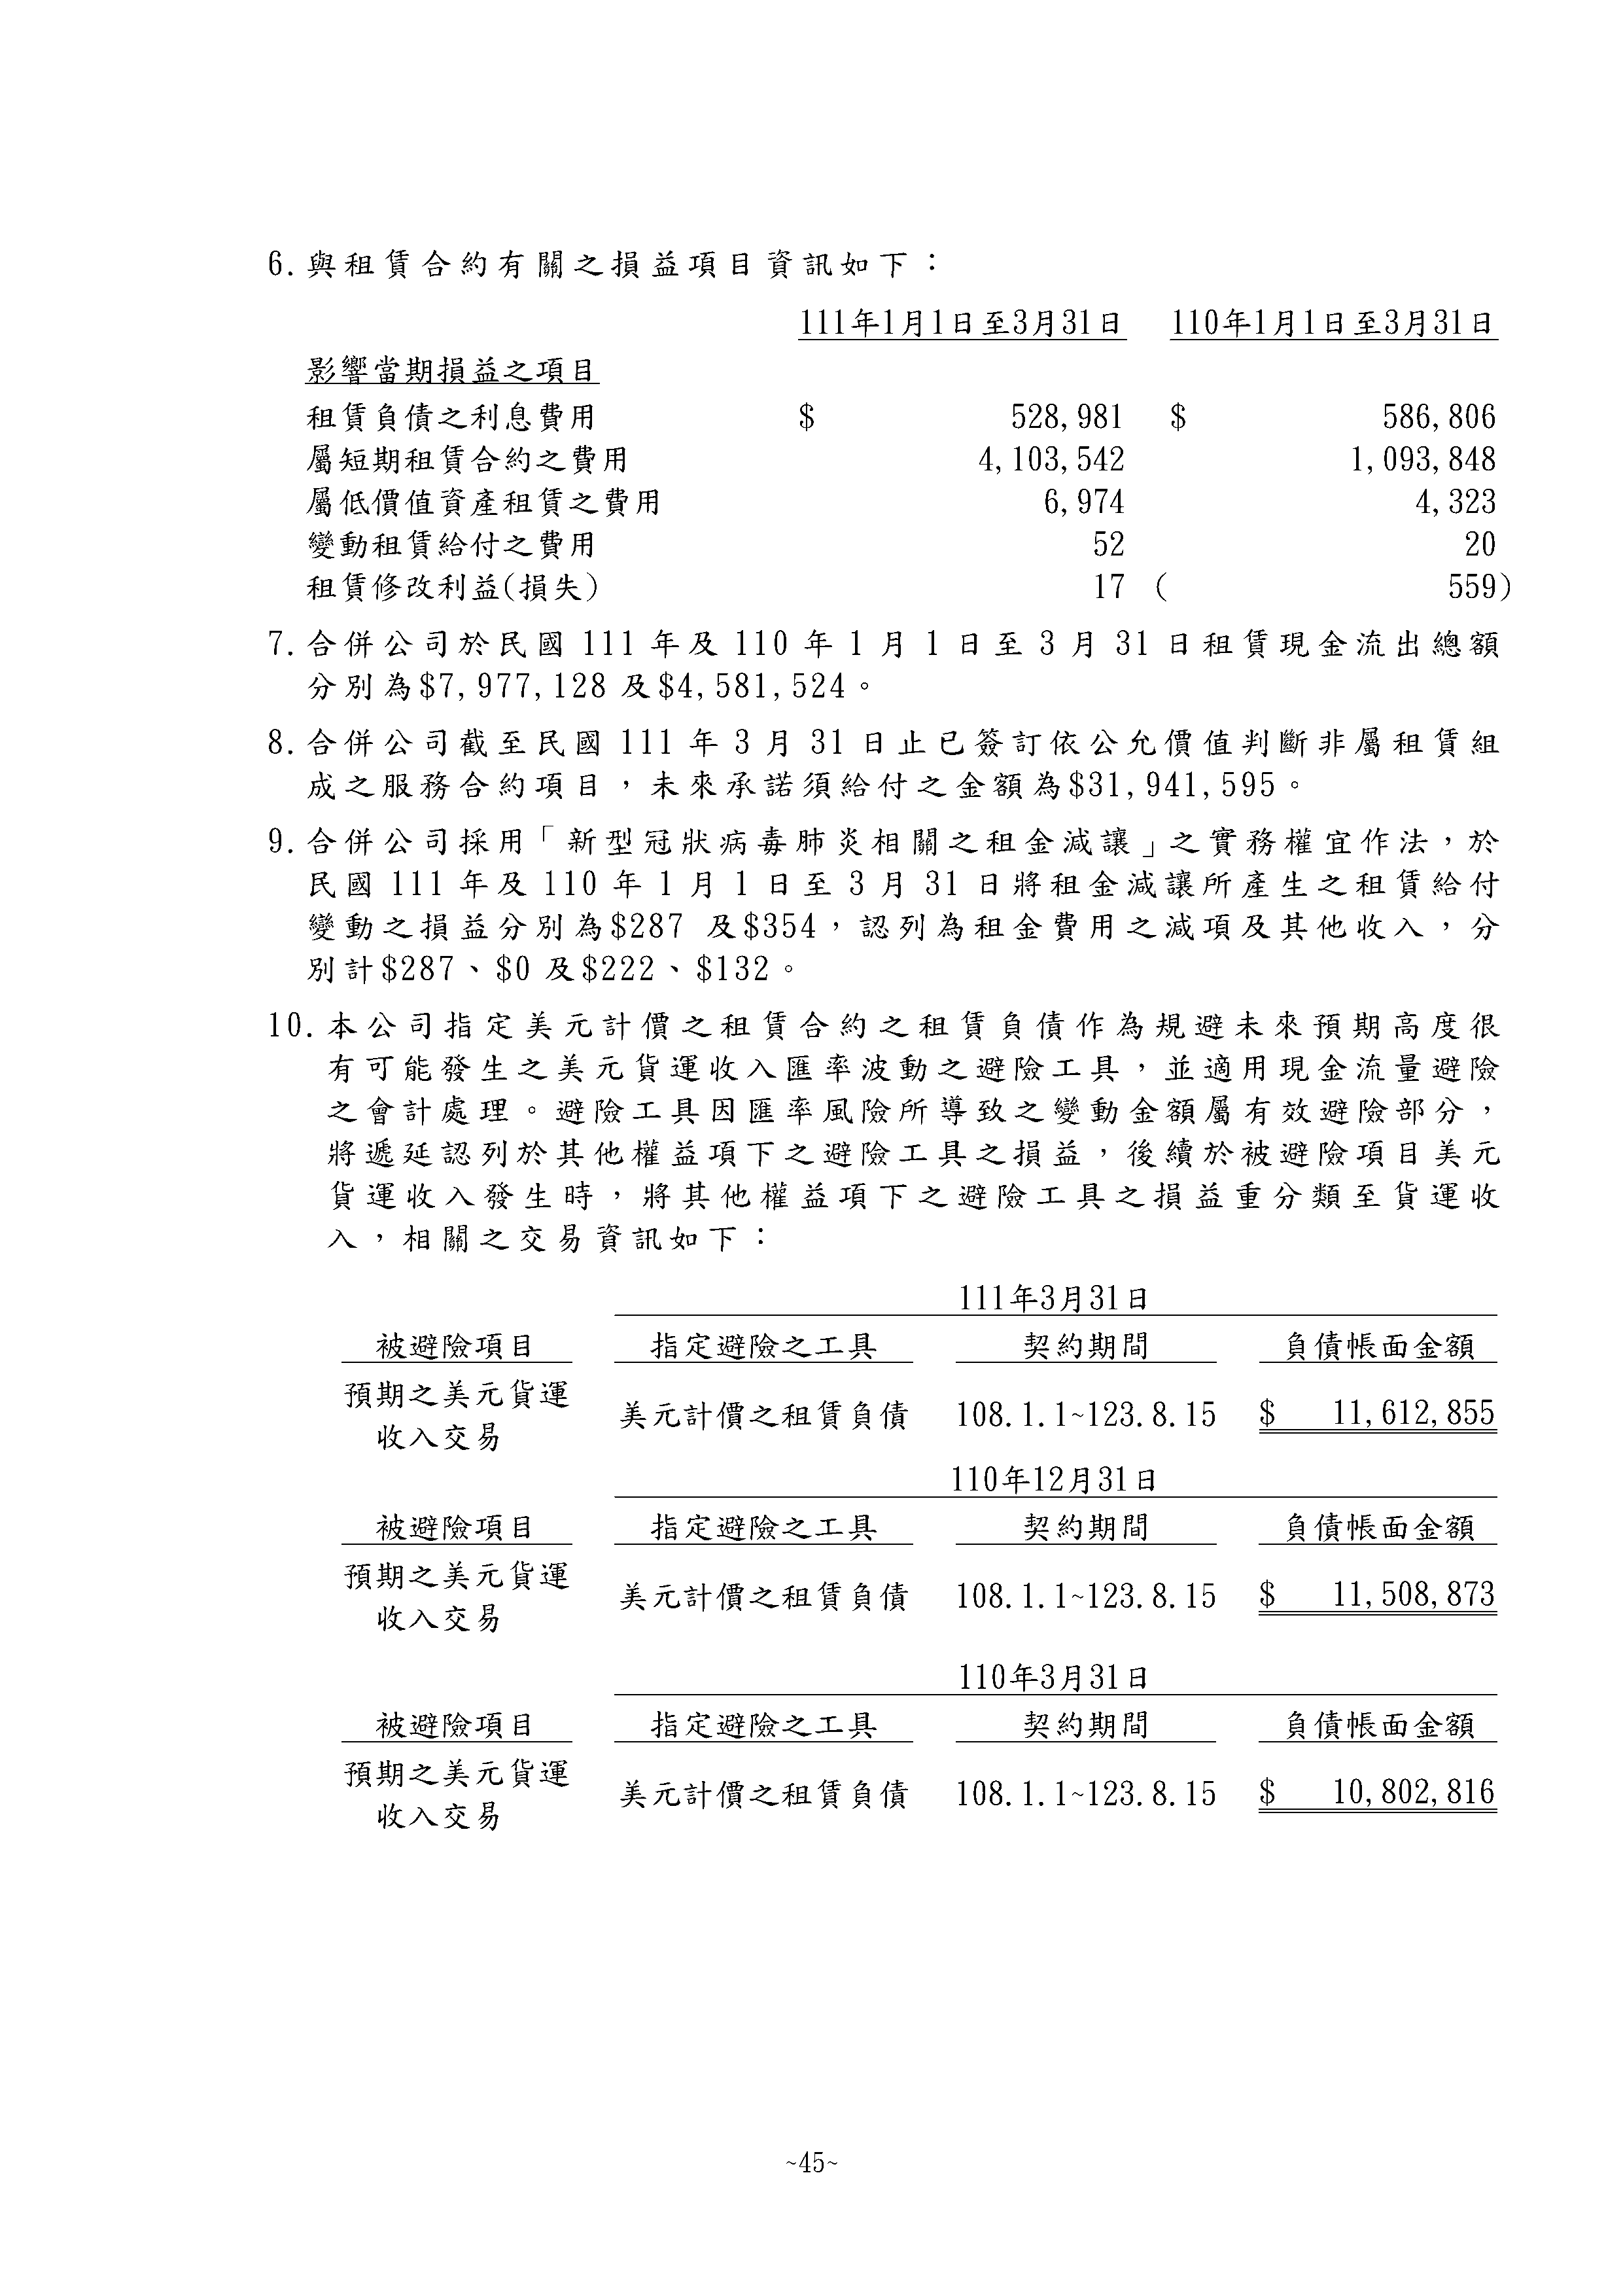 6.與租賃合約有關之損益項目資訊如下：
111年1月1日至3月31日 110年1月1日至3月31日
影響當期損益之項目
租賃負債之利息費用 $ 528,981 $ 586,806
屬短期租賃合約之費用 4,103,542 1,093,848
屬低價值資產租賃之費用 6,974 4,323
變動租賃給付之費用 52 20
租賃修改利益(損失) 17 ( 559)
7.合併公司於民國 111 年及 110 年 1 月 1 日至 3 月 31 日租賃現金流出總額
分別為$7,977,128 及$4,581,524。
8.合併公司截至民國 111 年 3 月 31 日止已簽訂依公允價值判斷非屬租賃組
成之服務合約項目，未來承諾須給付之金額為$31,941,595。
9.合併公司採用「新型冠狀病毒肺炎相關之租金減讓」之實務權宜作法，於
民國 111 年及 110 年 1 月 1 日至 3 月 31 日將租金減讓所產生之租賃給付
變動之損益分別為$287 及$354，認列為租金費用之減項及其他收入，分
別計$287、$0 及$222、$132。
10.本公司指定美元計價之租賃合約之租賃負債作為規避未來預期高度很
有可能發生之美元貨運收入匯率波動之避險工具，並適用現金流量避險
之會計處理。避險工具因匯率風險所導致之變動金額屬有效避險部分，
將遞延認列於其他權益項下之避險工具之損益，後續於被避險項目美元
貨運收入發生時，將其他權益項下之避險工具之損益重分類至貨運收
入，相關之交易資訊如下：
111年3月31日
被避險項目 指定避險之工具 契約期間 負債帳面金額
預期之美元貨運
收入交易 美元計價之租賃負債 108.1.1~123.8.15 $ 11,612,855
110年12月31日
被避險項目 指定避險之工具 契約期間 負債帳面金額
預期之美元貨運
收入交易 美元計價之租賃負債 108.1.1~123.8.15 $ 11,508,873
110年3月31日
被避險項目 指定避險之工具 契約期間 負債帳面金額
預期之美元貨運
收入交易 美元計價之租賃負債 108.1.1~123.8.15 $ 10,802,816
~45~